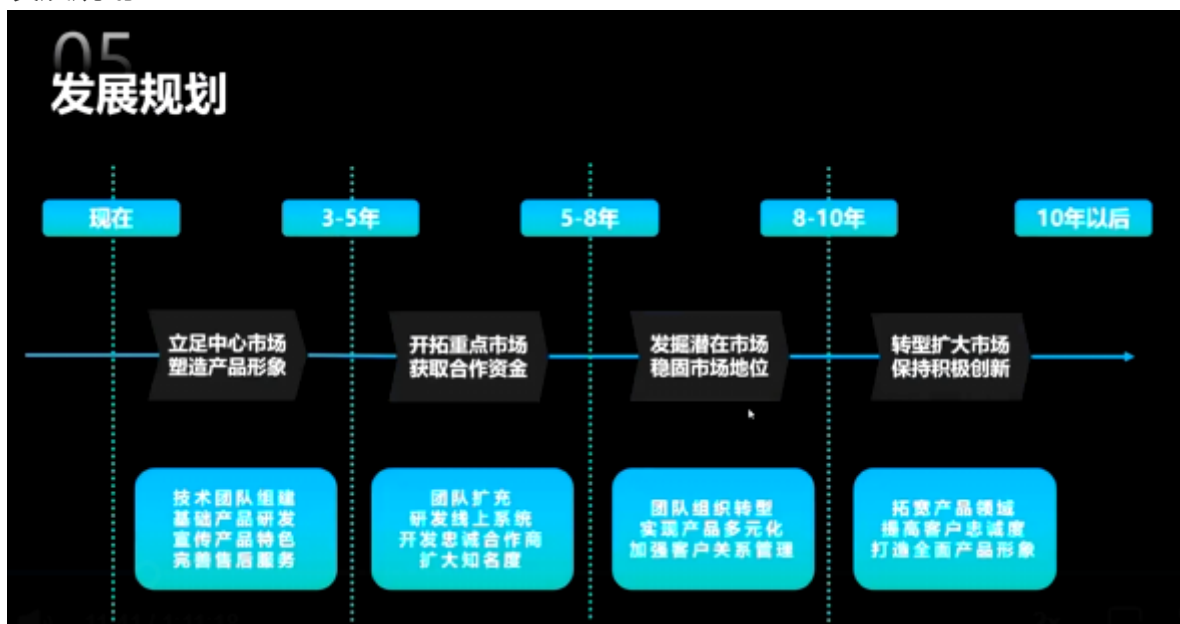 05
发展规划
现在
3-5年
5-8年
8-10年
10年以后
立足中心市场
塑造产品形象
开拓重点市场
获取合作资金
发掘潜在市场
稳固市场地位
转型扩大市场
保持积极创新
技术团队组建
基础产品研发
宣传产品特色
完善售后服务
团队扩充
研发线上系统
开发忠诚合作商
扩大知名度
团队组织转型
实现产品多元化
加强客户关系管理
拓宽产品领域
提高客户忠诚度
打造全面产品形象